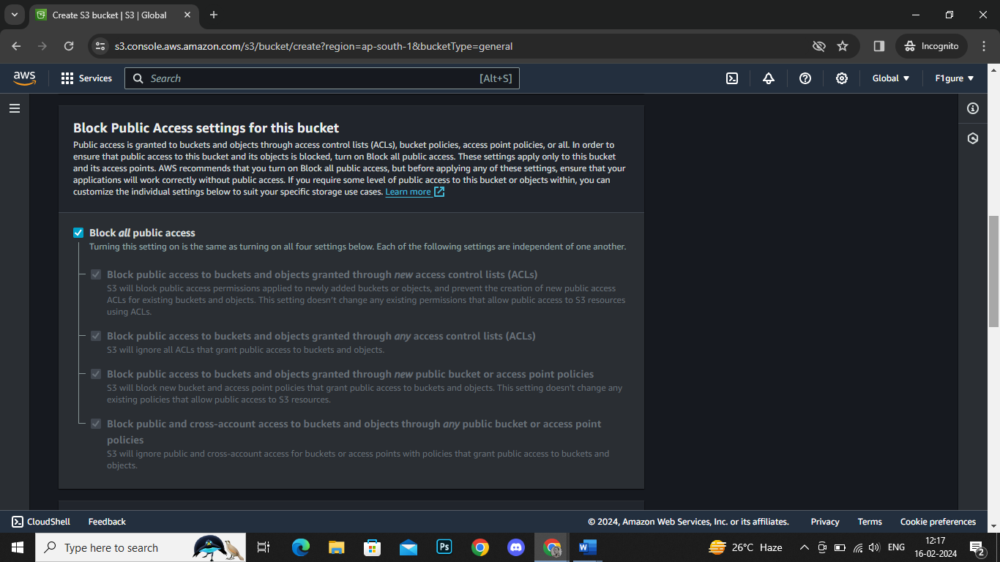 Create S3 bucket | S3 | Global
s3.console.aws.amazon.com/s3/bucket/create?region=ap-south-1&bucketType=general
Incognito
aws
Services
Search
[Alt+S]
Global
F1gure
Block Public Access settings for this bucket
Public access is granted to buckets and objects through access control lists (ACLs), bucket policies, access point policies, or all. In order to
ensure that public access to this bucket and its objects is blocked, turn on Block all public access. These settings apply only to this bucket
and its access points. AWS recommends that you turn on Block all public access, but before applying any of these settings, ensure that your
applications will work correctly without public access. If you require some level of public access to this bucket or objects within, you can
customize the individual settings below to suit your specific storage use cases. Learn more
Block all public access
Turning this setting on is the same as turning on all four settings below. Each of the following settings are independent of one another.
Block public access to buckets and objects granted through new access control lists (ACLs)
S3 will block public access permissions applied to newly added buckets or objects, and prevent the creation of new public access
ACLs for existing buckets and objects. This setting doesn't change any existing permissions that allow public access to S3 resources
using ACLs.
Block public access to buckets and objects granted through any access control lists (ACLs)
S3 will ignore all ACLs that grant public access to buckets and objects.
Block public access to buckets and objects granted through new public bucket or access point policies
S3 will block new bucket and access point policies that grant public access to buckets and objects. This setting doesn't change any
existing policies that allow public access to S3 resources.
Block public and cross-account access to buckets and objects through any public bucket or access point
policies
S3 will ignore public and cross-account access for buckets or access points with policies that grant public access to buckets and
objects.
CloudShell
Feedback
© 2024, Amazon Web Services, Inc. or its affiliates.
Privacy
Terms
Cookie preferences
Type here to search
Ps
W
26°C Haze
ENG
12:17
16-02-2024
2